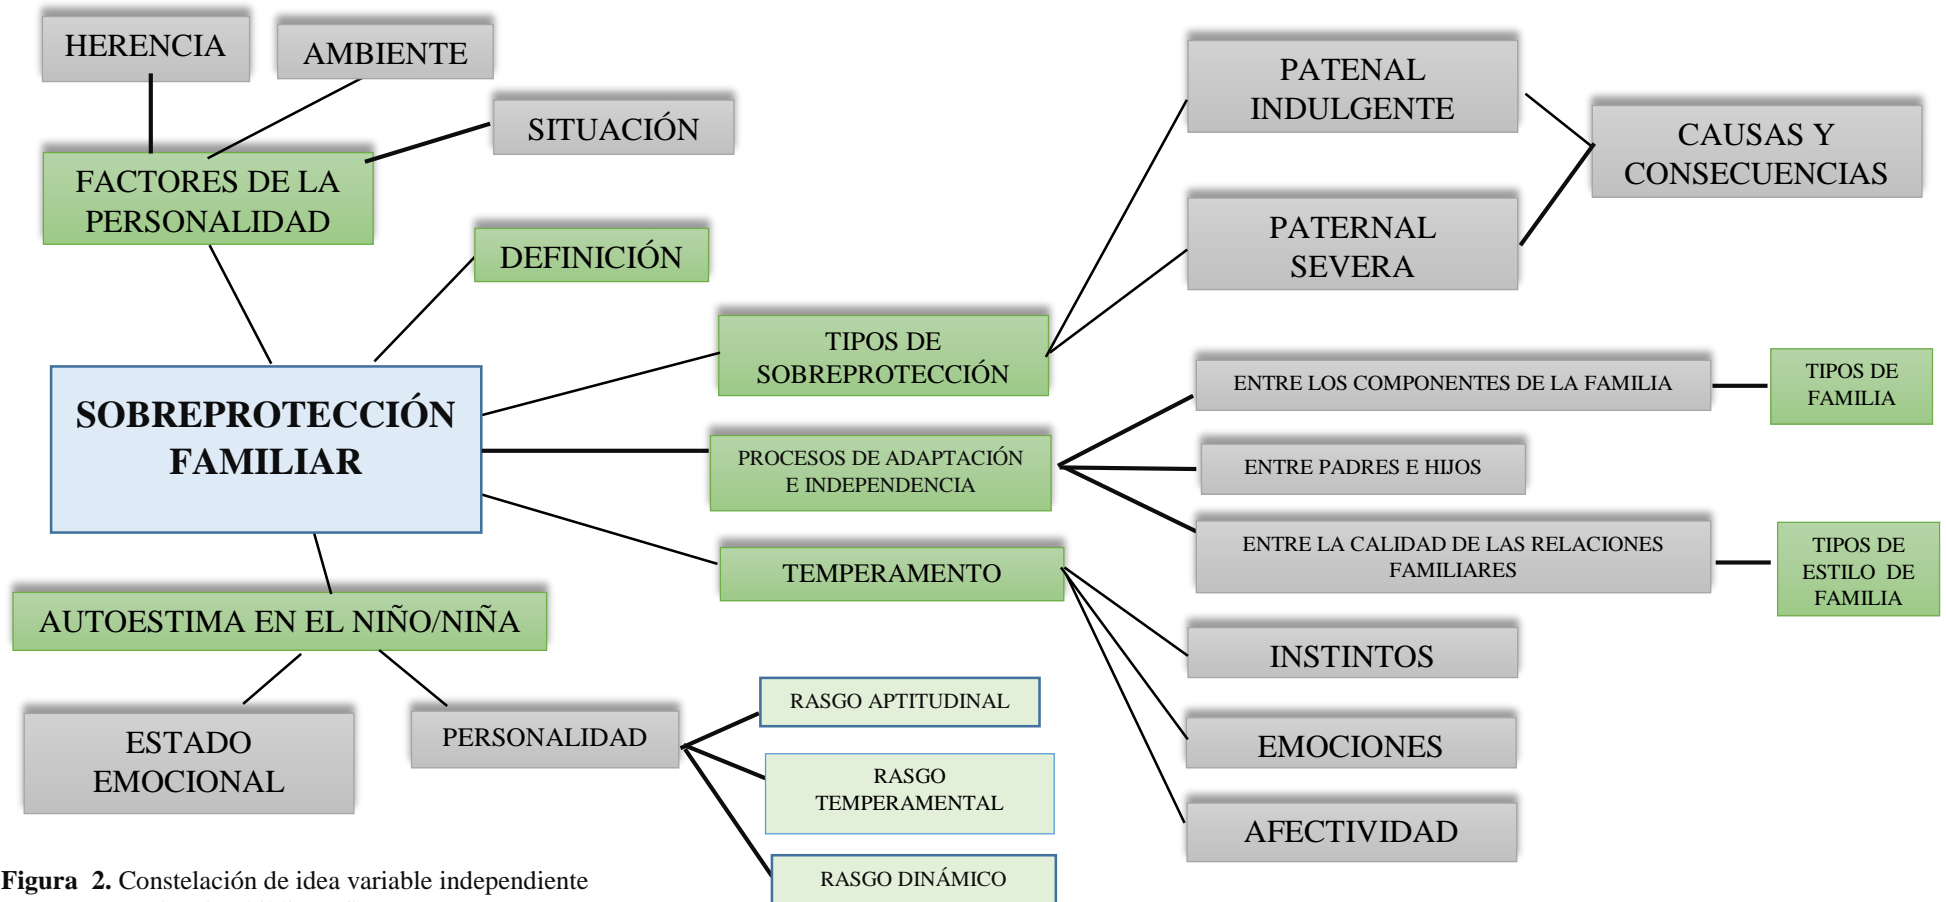 HERENCIA
AMBIENTE
SITUACIÓN
FACTORES DE LA
PERSONALIDAD
DEFINICIÓN
PATENAL
INDULGENTE
CAUSAS Y
CONSECUENCIAS
PATERNAL
SEVERA
TIPOS DE
SOBREPROTECCIÓN
SOBREPROTECCIÓN
FAMILIAR
ENTRE LOS COMPONENTES DE LA FAMILIA
TIPOS DE
FAMILIA
PROCESOS DE ADAPTACIÓN
E INDEPENDENCIA
ENTRE PADRES E HIJOS
ENTRE LA CALIDAD DE LAS RELACIONES
FAMILIARES
TIPOS DE
ESTILO DE
FAMILIA
TEMPERAMENTO
INSTINTOS
EMOCIONES
AFECTIVIDAD
AUTOESTIMA EN EL NIÑO/NIÑA
ESTADO
EMOCIONAL
PERSONALIDAD
RASGO APTITUDINAL
RASGO
TEMPERAMENTAL
RASGO DINÁMICO
Figura 2. Constelación de idea variable independiente